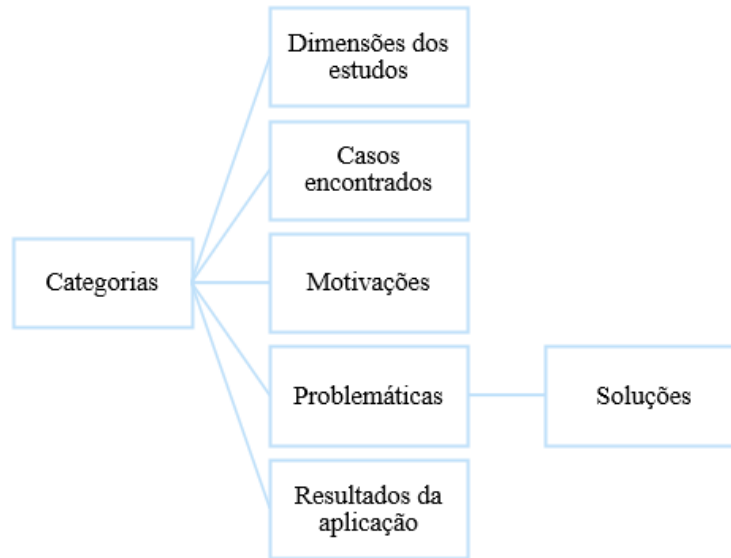 Dimensões dos
estudos
Casos
encontrados
Categorias
Motivações
Problemáticas
Soluções
Resultados da
aplicação